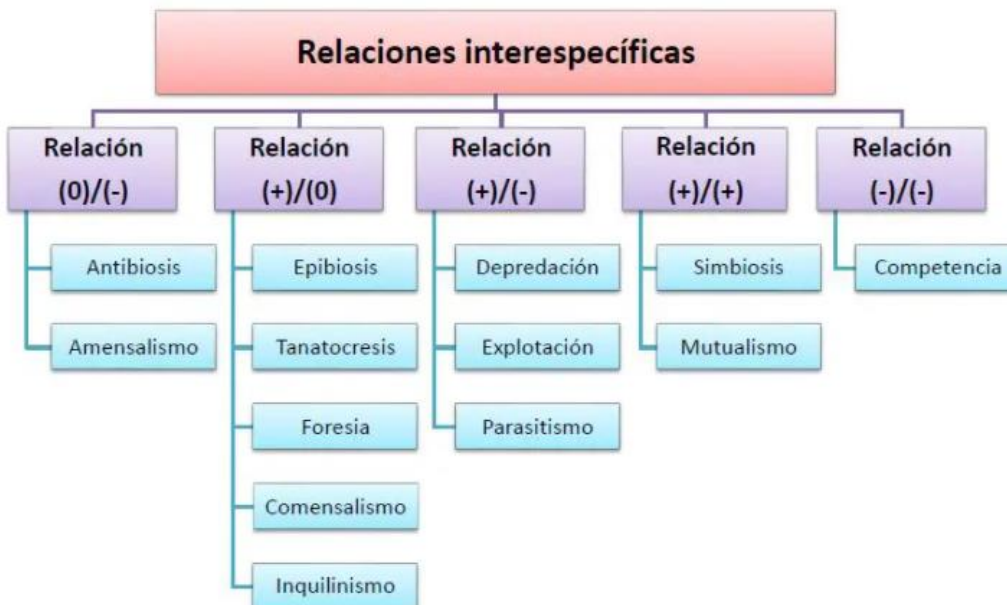 Relaciones interespecíficas
Relación
(0)/(-)
Antibiosis
Amensalismo
Relación
(+)/(0)
Epibiosis
Tanatocresis
Foresia
Comensalismo
Inquilinismo
Relación
(+)/(-)
Depredación
Explotación
Parasitismo
Relación
(+)/(+)
Simbiosis
Mutualismo
Relación
(-)/(-)
Competencia